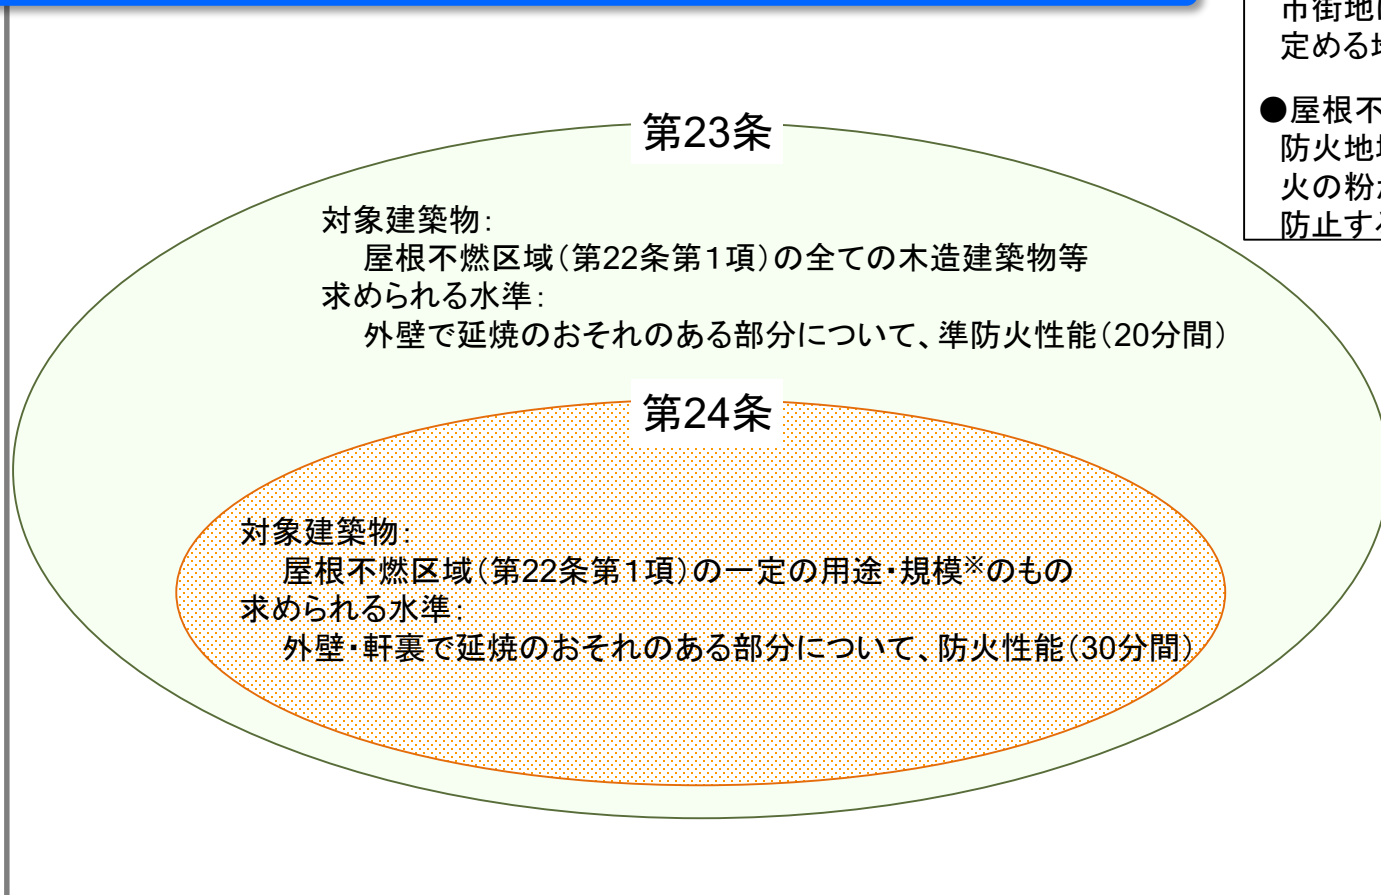 市街地
定める
●屋根不
防火地
火の粉
防止す
第23条
対象建築物：
屋根不燃区域（第22条第１項）の全ての木造建築物等
求められる水準：
外壁で延焼のおそれのある部分について、準防火性能（20分間）
第24条
対象建築物：
屋根不燃区域（第22条第１項）の一定の用途・規模※のもの
求められる水準：
外壁・軒裏で延焼のおそれのある部分について、防火性能（30分間）